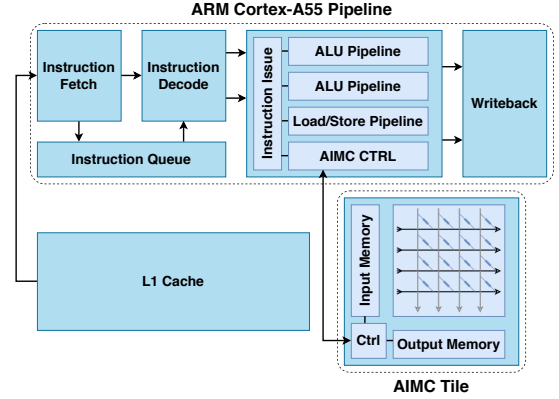 ARM Cortex-A55 Pipeline
Instruction
Fetch
Instruction
Decode
Instruction Queue
Instruction Issue
ALU Pipeline
ALU Pipeline
Load/Store Pipeline
AIMC CTRL
Writeback
L1 Cache
Input Memory
Ctrl
Output Memory
AIMC Tile